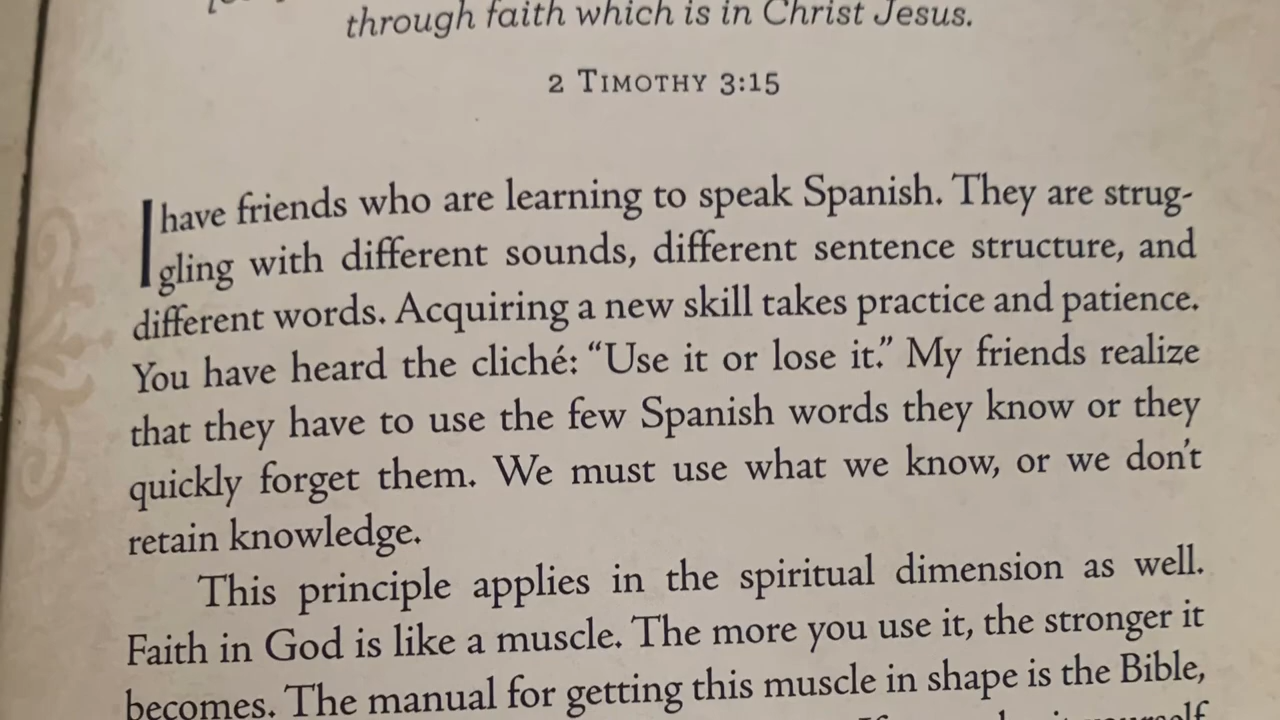 through faith which is in Christ Jesus.
2 Timothy 3:15
I have friends who are learning to speak Spanish. They are strug-
gling with different sounds, different sentence structure, and
different words. Acquiring a new skill takes practice and patience.
You have heard the cliché: “Use it or lose it.” My friends realize
that they have to use the few Spanish words they know or they
quickly forget them. We must use what we know, or we don't
retain knowledge.
This principle applies in the spiritual dimension as well.
Faith in God is like a muscle. The more you use it, the stronger it
becomes. The manual for getting this muscle in shape is the Bible,